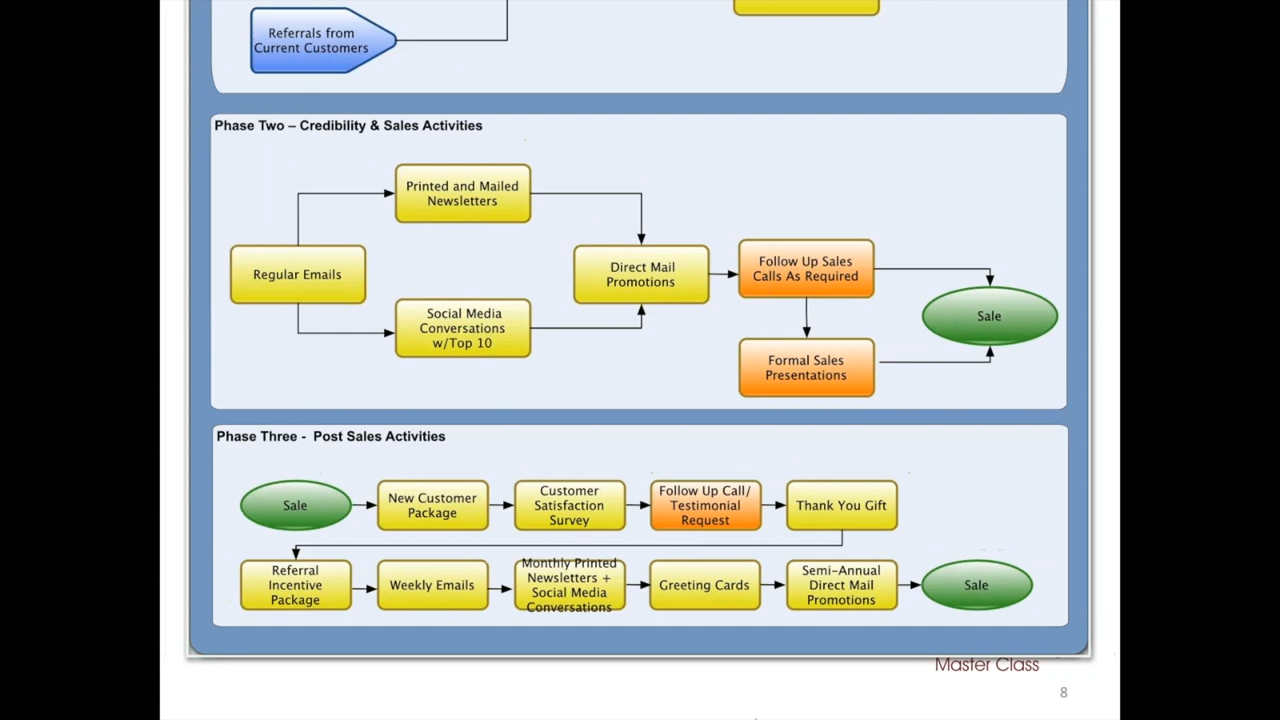 Referrals from
Current Customers
Phase Two – Credibility & Sales Activities
Printed and Mailed
Newsletters
Regular Emails
Social Media
Conversations
w/Top 10
Direct Mail
Promotions
Follow Up Sales
Calls As Required
Formal Sales
Presentations
Sale
Phase Three - Post Sales Activities
Sale
New Customer
Package
Customer
Satisfaction
Survey
Follow Up Call/
Testimonial
Request
Thank You Gift
Referral
Incentive
Package
Weekly Emails
Monthly Printed
Newsletters +
Social Media
Conversations
Greeting Cards
Semi-Annual
Direct Mail
Promotions
Sale
Master Class
8